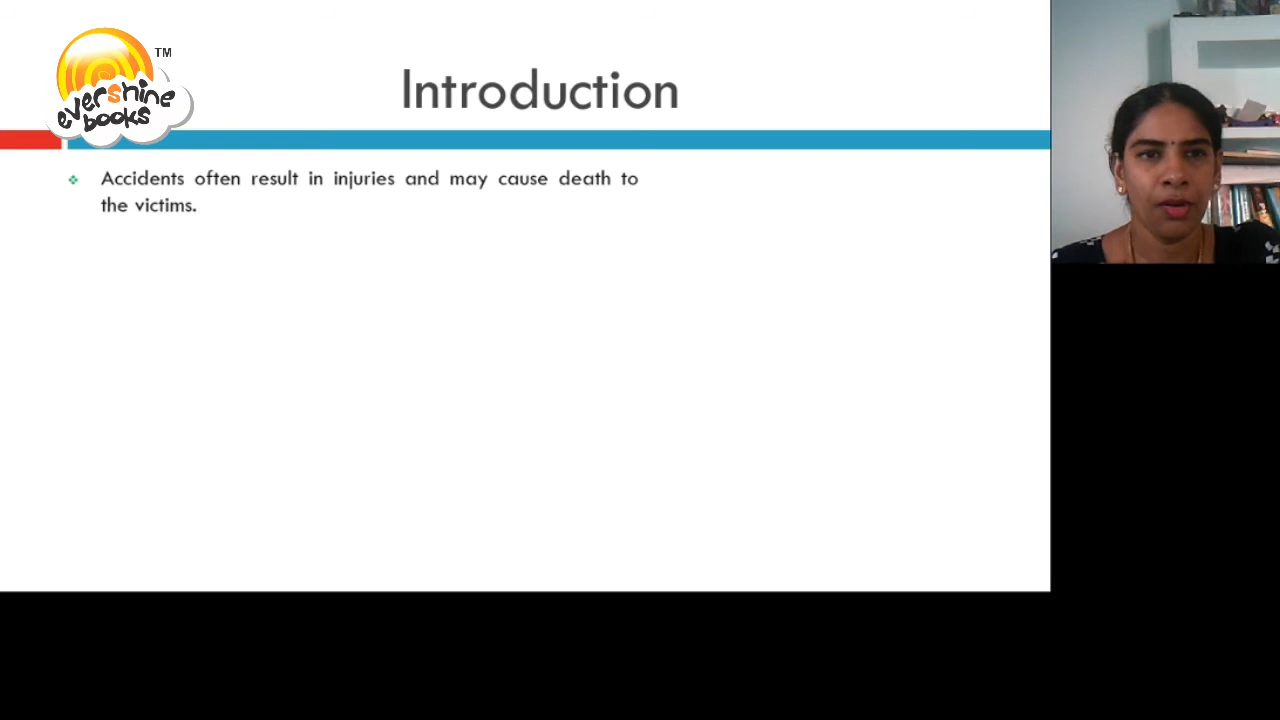 evershine
books
TM
Introduction
Accidents often result in injuries and may cause death to
the victims.